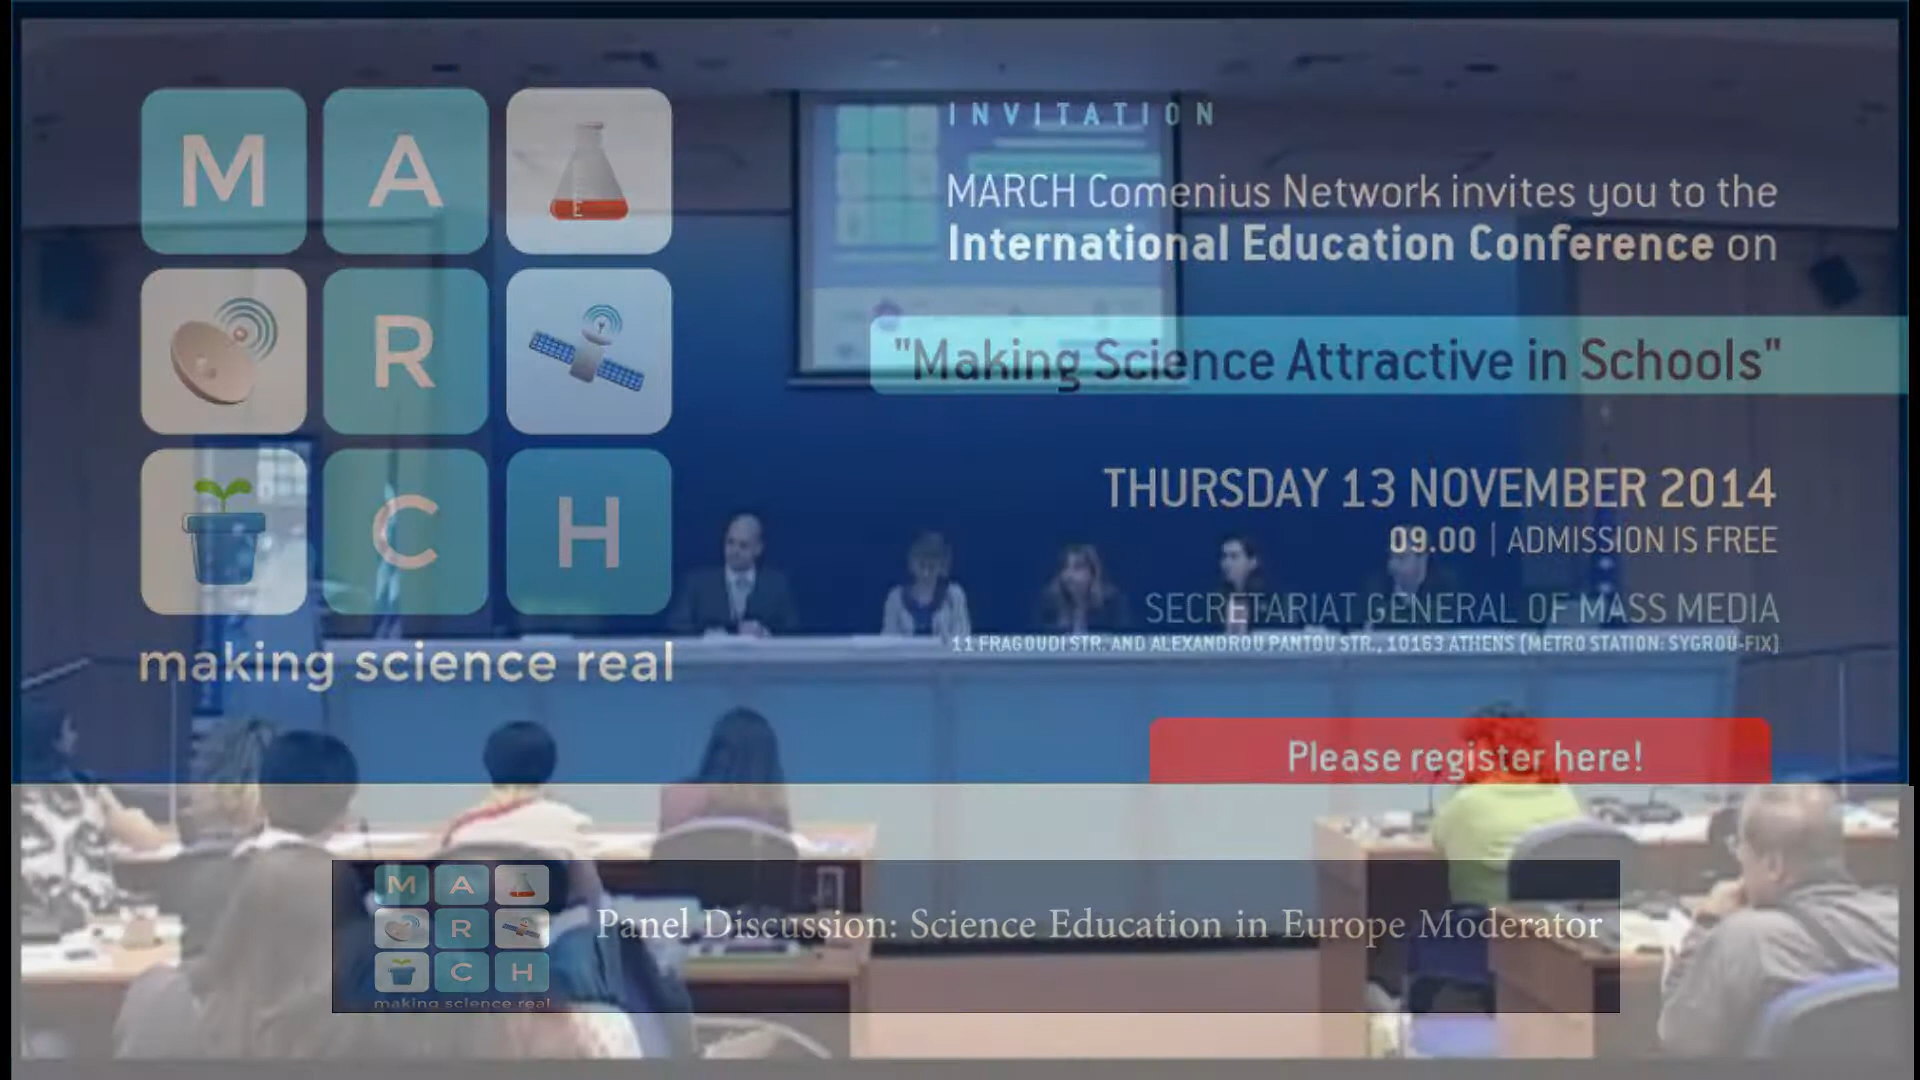 M A
R
C H
making science real
INVITATION
MARCH Comenius Network invites you to the
International Education Conference on
"Making Science Attractive in Schools"
THURSDAY 13 NOVEMBER 2014
09.00 | ADMISSION IS FREE
SECRETARIAT GENERAL OF MASS MEDIA
11 FRAGOUDI STR. AND ALEXANDROU PANTOU STR., 10163 ATHENS (METRO STATION: SYGROU-FIX)
Please register here!
M A
R
C H
making science real
Panel Discussion: Science Education in Europe Moderator